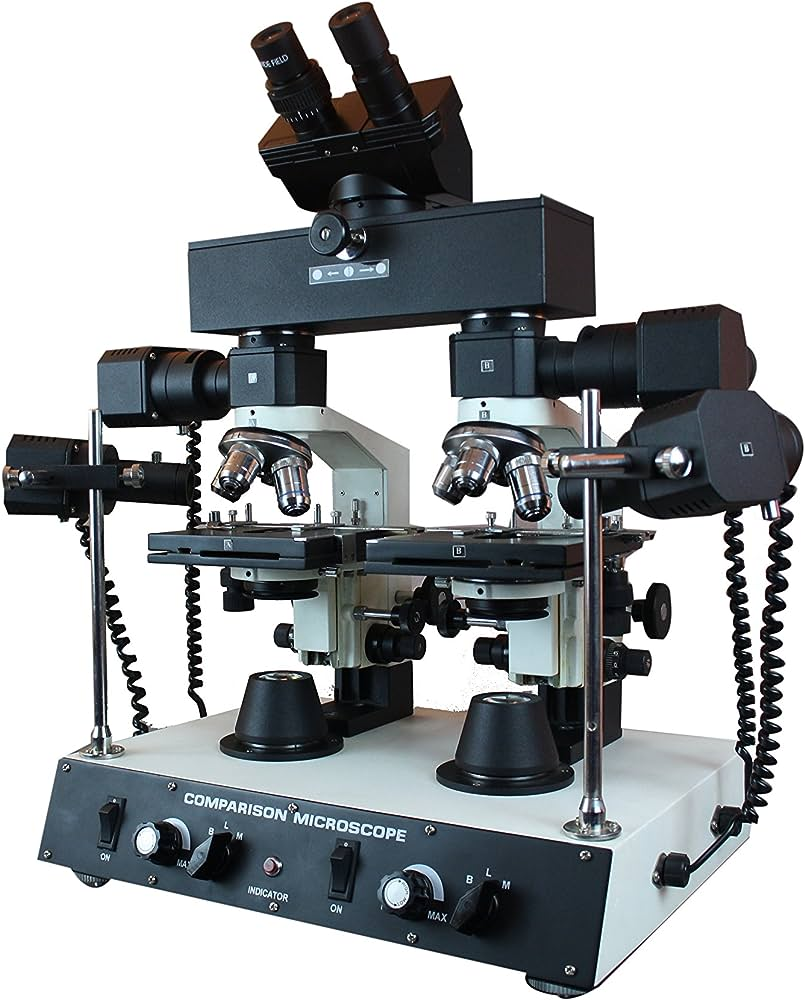 WIDE FIELD
B
B
A
B
B
COMPARISON MICROSCOPE
ON
MAX
B L M
INDICATOR
ON
MAX
B L M